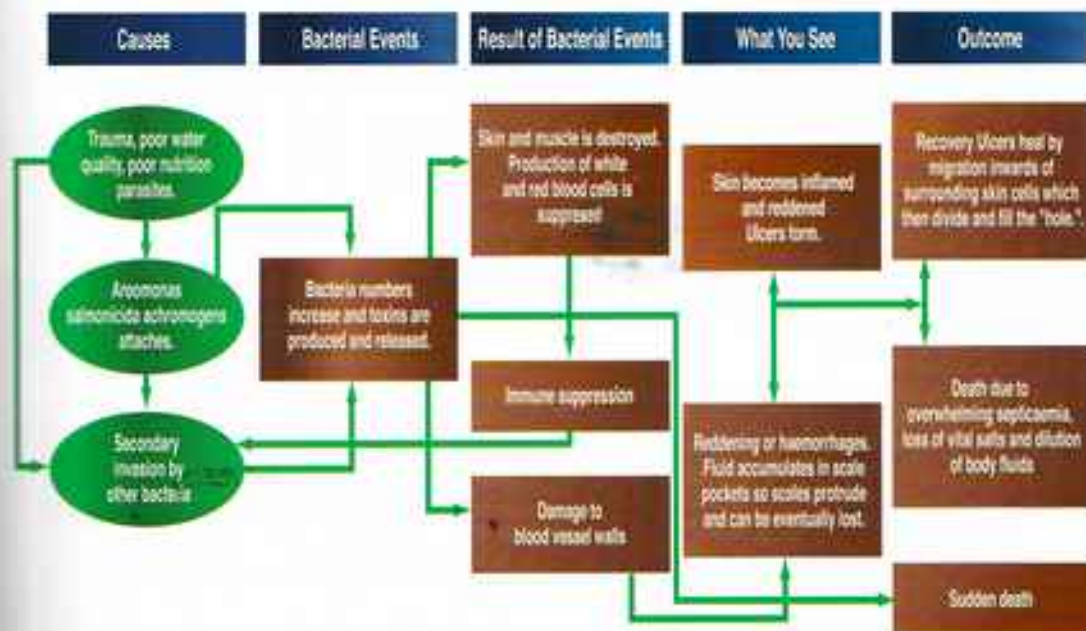 Causes
Bacterial Events
Result of Bacterial Events
What You See
Outcome
Trauma, poor water
quality, poor nutrition
parasites.
Aroomonas
salmonicida achromogens
attaches.
Secondary
invasion by
other bacteria
Bacteria numbers
increase and toxins are
produced and released.
Skin and muscle is destroyed.
Production of white
and red blood cells is
suppresed
Immune suppression
Damage to
blood vessel walls
Skin becomes inflamed
and reddened
Ulcers form.
Reddening or haemorrhages.
Fluid accumulates in scale
pockets so scales protrude
and can be eventually lost.
Recovery Ulcers heal by
migration inwards of
surrounding skin cells which
then divide and fill the "hole.".
Death due to
overwhelming septicaemia,
loss of vital salts and dilution
of body fluids
Sudden death